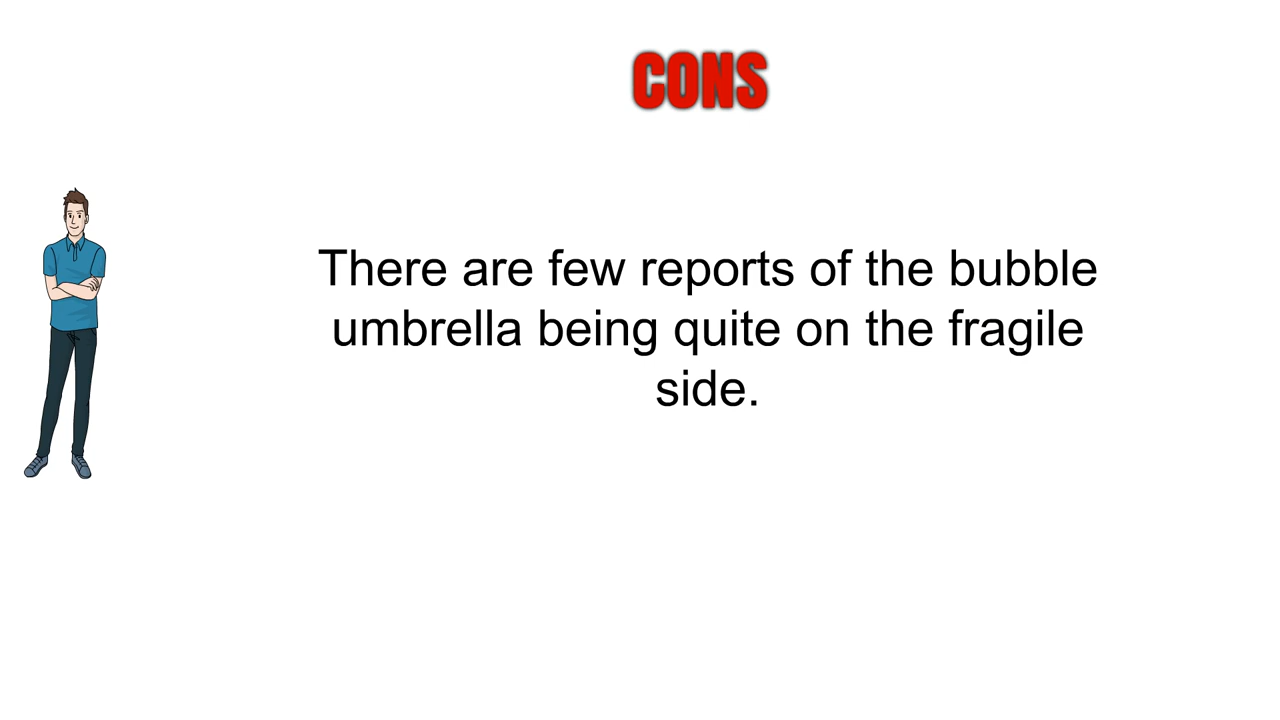 CONS
There are few reports of the bubble
umbrella being quite on the fragile
side.